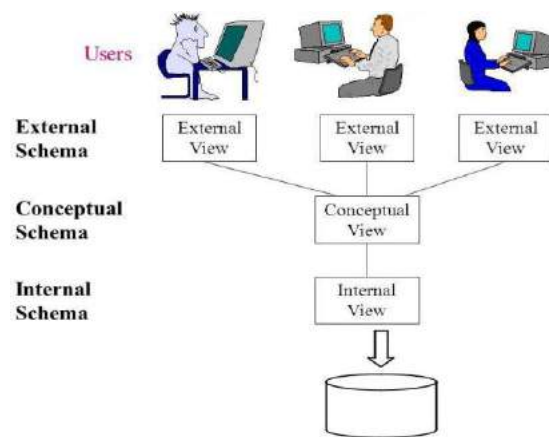 Users
External
Schema
External
View
External
View
External
View
Conceptual
Schema
Conceptual
View
Internal
Schema
Internal
View